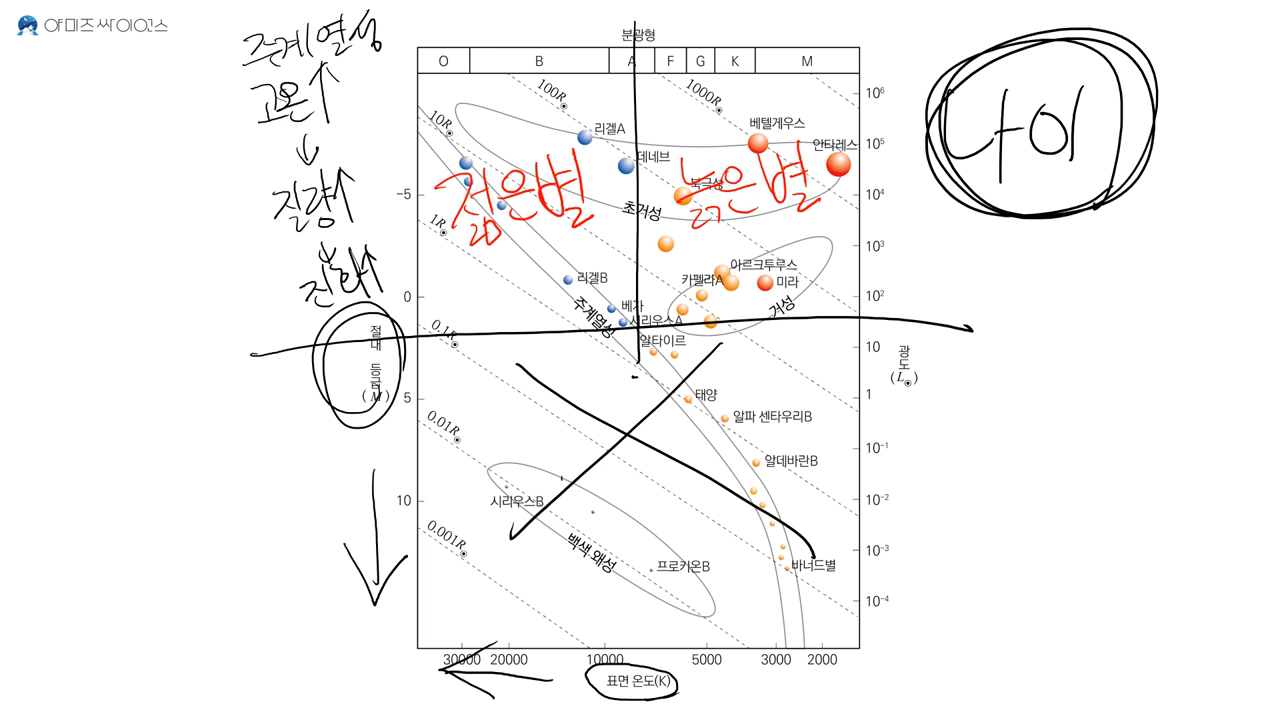 야미즈 싸이언스
주계열성
고온↑
↓
질량↑
진화↑
나이
젊은별
늙은별
분광형
O B A F G K M
10R☉
100R☉
1000R☉
1R☉
0.1R☉
0.01R☉
0.001R☉
리겔A
데네브
북극성
베텔게우스
안타레스
초거성
아르크투루스
카펠라A
미라
거성
리겔B
베가
시리우스A
주계열성
알타이르
태양
알파 센타우리B
알데바란B
바너드별
시리우스B
백색 왜성
프로키온B
절대 등급(M)
-5
0
5
10
10⁶
10⁵
10⁴
10³
10²
10
1
10⁻¹
10⁻²
10⁻³
10⁻⁴
광도(L☉)
30000 20000 10000 5000 3000 2000
표면 온도(K)